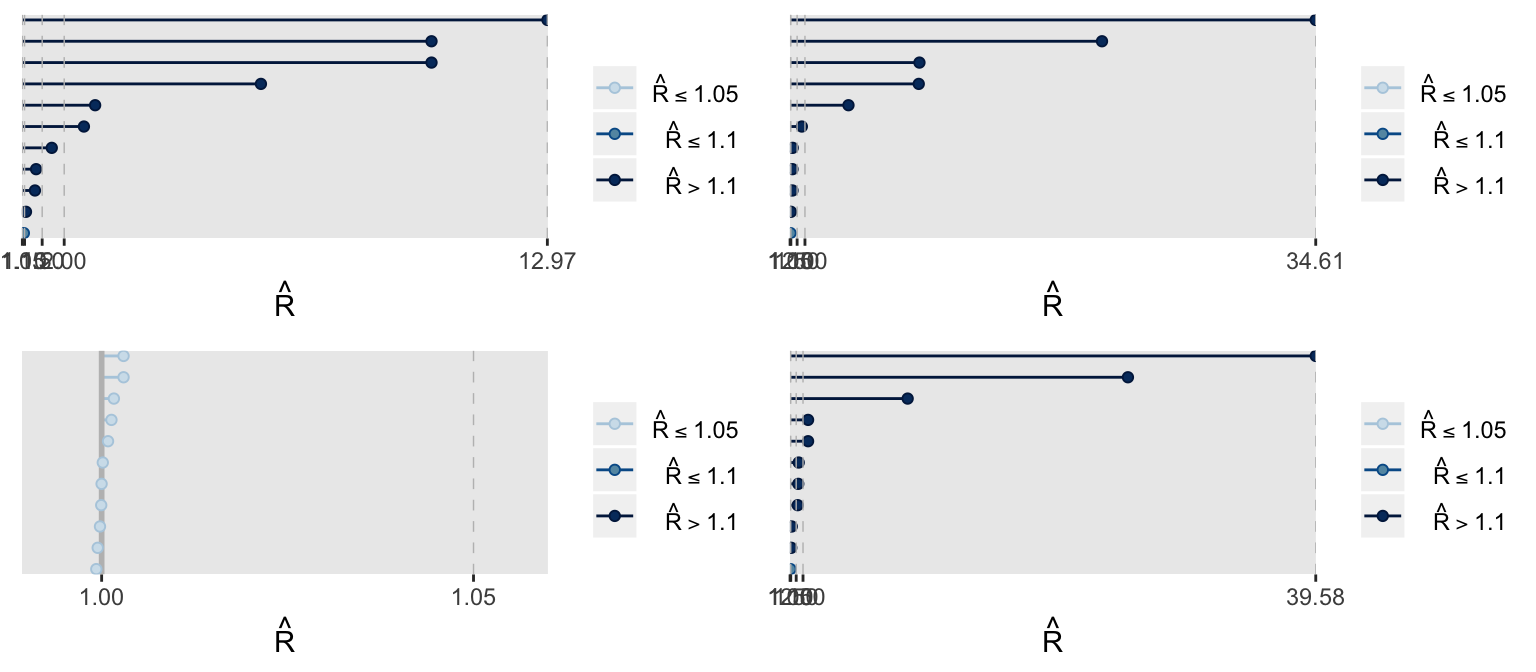 R̂ ≤ 1.05
R̂ ≤ 1.1
R̂ > 1.1
12.97
R̂
R̂ ≤ 1.05
R̂ ≤ 1.1
R̂ > 1.1
34.61
R̂
R̂ ≤ 1.05
R̂ ≤ 1.1
R̂ > 1.1
1.00 1.05
R̂
R̂ ≤ 1.05
R̂ ≤ 1.1
R̂ > 1.1
39.58
R̂